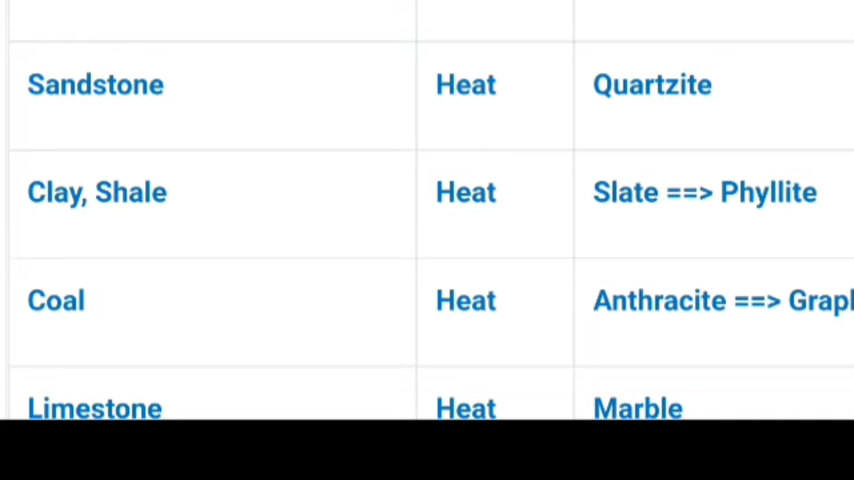 Sandstone Heat Quartzite
Clay, Shale Heat Slate ==> Phyllite
Coal Heat Anthracite ==>
Limestone Heat Marble